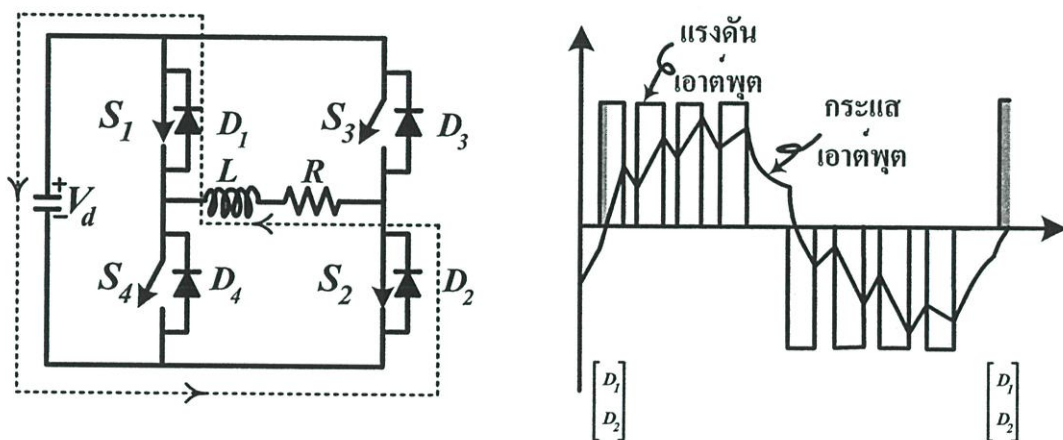 S1
D1
S3
D3
L
R
+
Vd
-
S4
D4
S2
D2
แรงดัน
เอาต์พุต
กระแส
เอาต์พุต
D1
D2
D1
D2